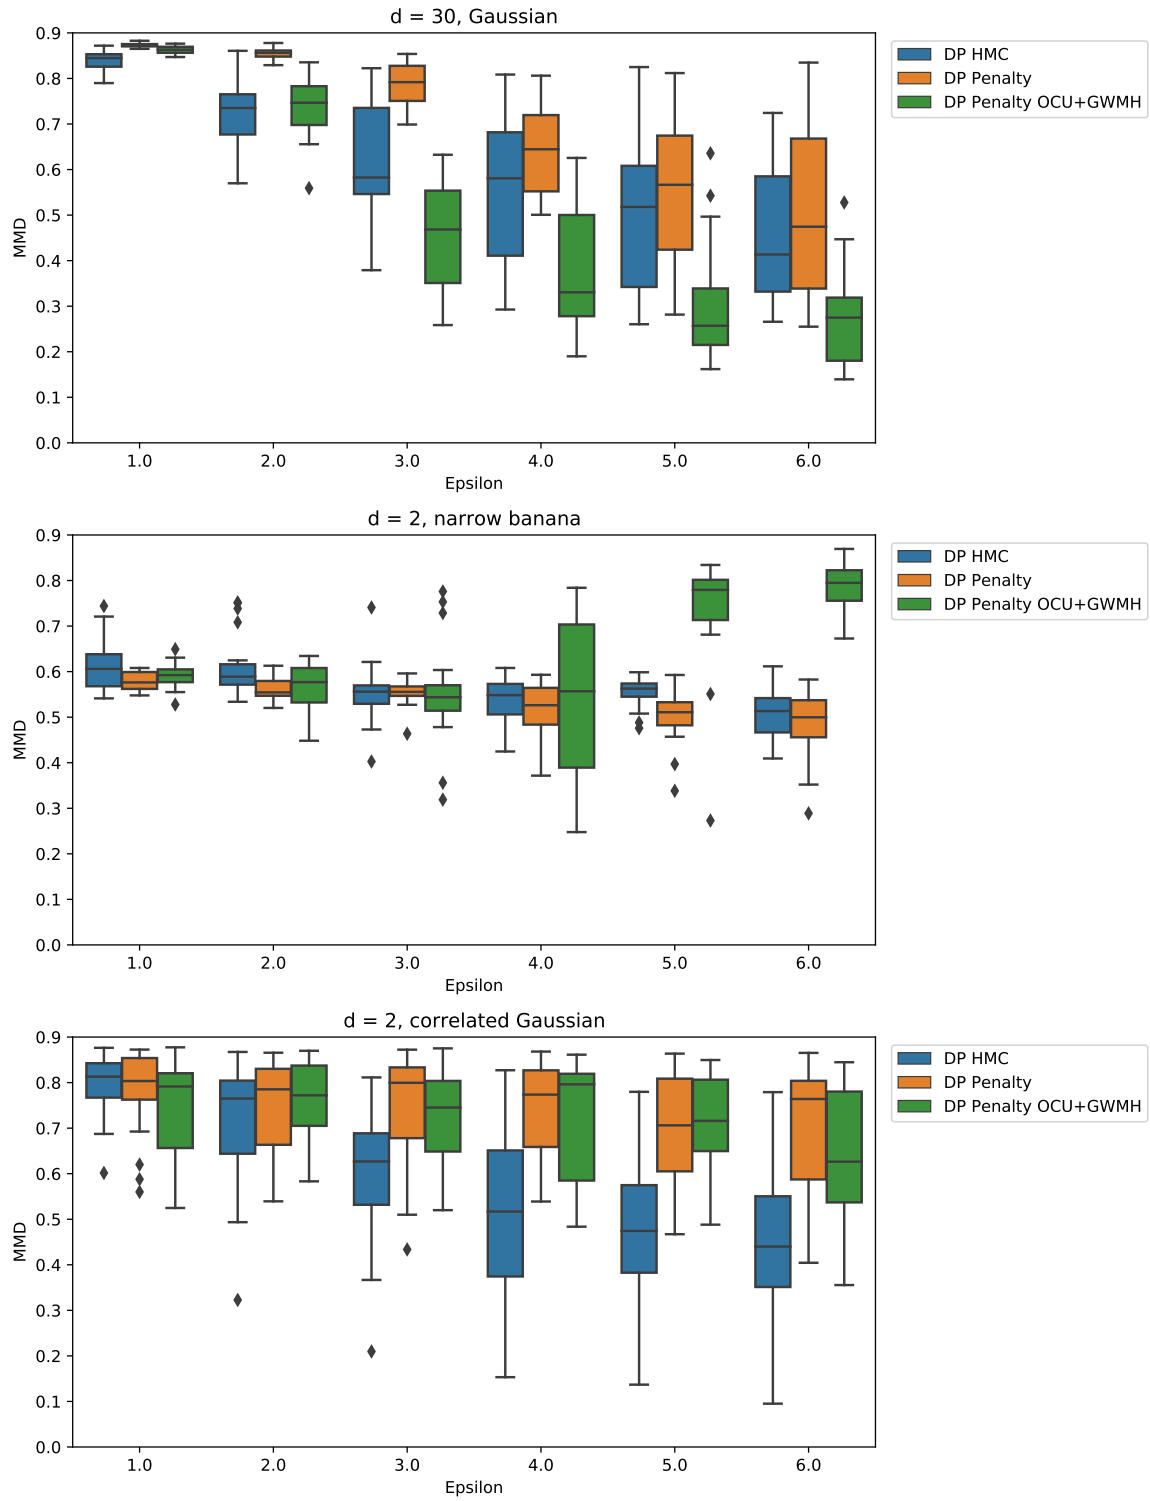 d = 30, Gaussian
0.9
0.8
0.7
0.6
0.5
0.4
0.3
0.2
0.1
0.0
MMD
1.0 2.0 3.0 4.0 5.0 6.0
Epsilon
DP HMC
DP Penalty
DP Penalty OCU+GWMH
d = 2, narrow banana
0.9
0.8
0.7
0.6
0.5
0.4
0.3
0.2
0.1
0.0
MMD
1.0 2.0 3.0 4.0 5.0 6.0
Epsilon
DP HMC
DP Penalty
DP Penalty OCU+GWMH
d = 2, correlated Gaussian
0.9
0.8
0.7
0.6
0.5
0.4
0.3
0.2
0.1
0.0
MMD
1.0 2.0 3.0 4.0 5.0 6.0
Epsilon
DP HMC
DP Penalty
DP Penalty OCU+GWMH